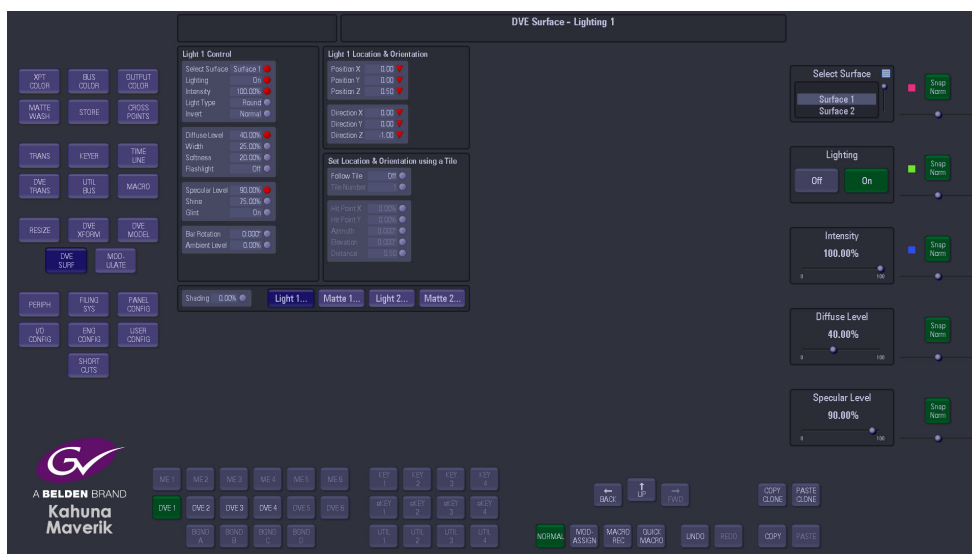 DVE Surface - Lighting 1
Light 1 Control
Select Surface Surface 1
Lighting On
Intensity 100.00%
Light Type Round
Invert Normal
Diffuse Level 40.00%
Width 25.00%
Softness 20.00%
Flashlight Off
Specular Level 90.00%
Shine 75.00%
Glint On
Bar Rotation 0.000°
Ambient Level 0.00%
Light 1 Location & Orientation
Position X 0.00
Position Y 0.00
Position Z 0.50
Direction X 0.00
Direction Y 0.00
Direction Z -1.00
Set Location & Orientation using a Tile
Follow Tile Off
Tile Number 1
Hit Point X 0.00%
Hit Point Y 0.00%
Azimuth 0.000°
Elevation 0.000°
Distance 0.50
Shading 0.00%
Light 1... Matte 1... Light 2... Matte 2...
XPT COLOR
BUS COLOR
OUTPUT COLOR
MATTE WASH
STORE
CROSS POINTS
TRANS
KEYER
TIME LINE
DVE TRANS
UTIL BUS
MACRO
RESIZE
DVE XFORM
DVE MODEL
DVE SURF
MOD-ULATE
PERIPH
FILING SYS
PANEL CONFIG
I/O CONFIG
ENG CONFIG
USER CONFIG
SHORT CUTS
Select Surface
Surface 1
Surface 2
Snap Norm
Lighting
Off On
Snap Norm
Intensity
100.00%
0 100
Snap Norm
Diffuse Level
40.00%
0 100
Snap Norm
Specular Level
90.00%
0 100
Snap Norm
GV
A BELDEN BRAND
Kahuna
Maverik
ME 1 ME 2 ME 3 ME 4 ME 5 ME 6
DVE 1 DVE 2 DVE 3 DVE 4 DVE 5 DVE 6
BGND A BGND B BGND C BGND D
KEY 1 KEY 2 KEY 3 KEY 4
eKEY 1 eKEY 2 eKEY 3 eKEY 4
UTIL 1 UTIL 2 UTIL 3 UTIL 4
BACK UP FWD
COPY CLONE PASTE CLONE
NORMAL MOD-ASSIGN MACRO REC QUICK MACRO UNDO REDO COPY PASTE